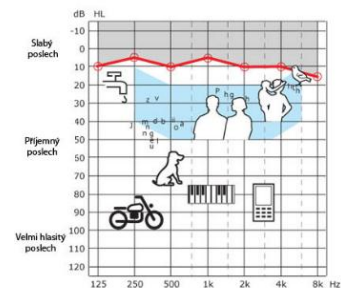 dB HL
-10
Slabý poslech
0
10
20
30
z v
p h g
h
40
j m d b
n
o a
n
g
e l
u
50
Příjemný poslech
60
70
80
90
Velmi hlasitý poslech
100
110
120
125 250 500 1k 2k 4k 8k Hz